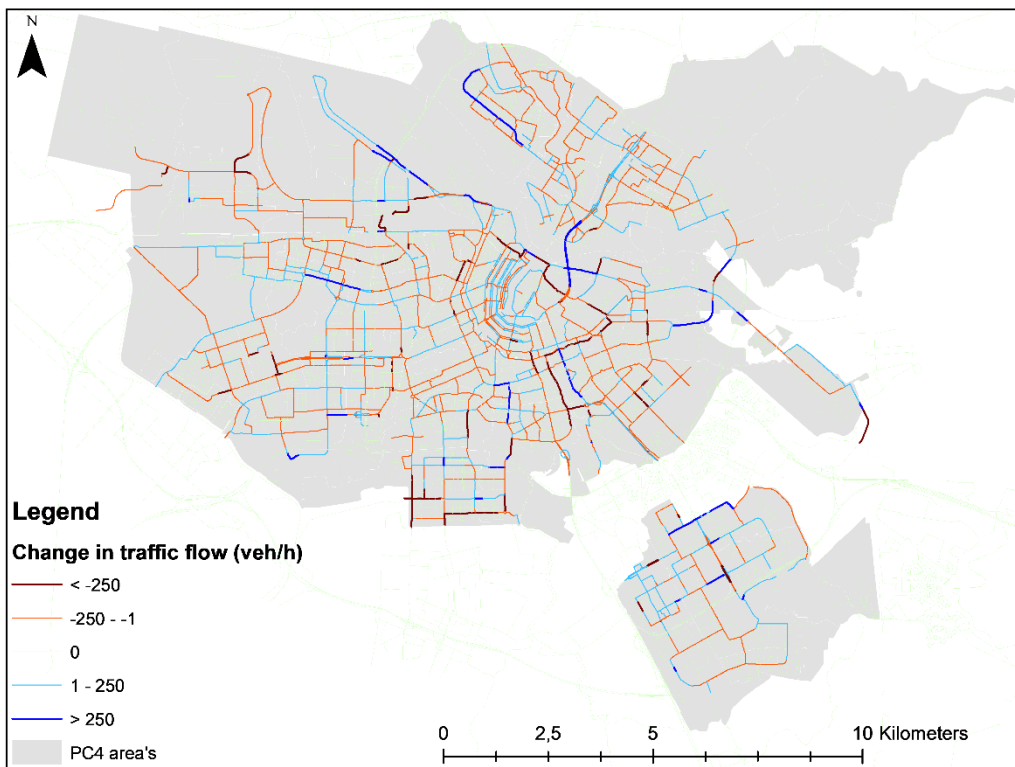 N
Legend
Change in traffic flow (veh/h)
< -250
-250 - -1
0
1 - 250
> 250
PC4 area's
0 2,5 5 10 Kilometers